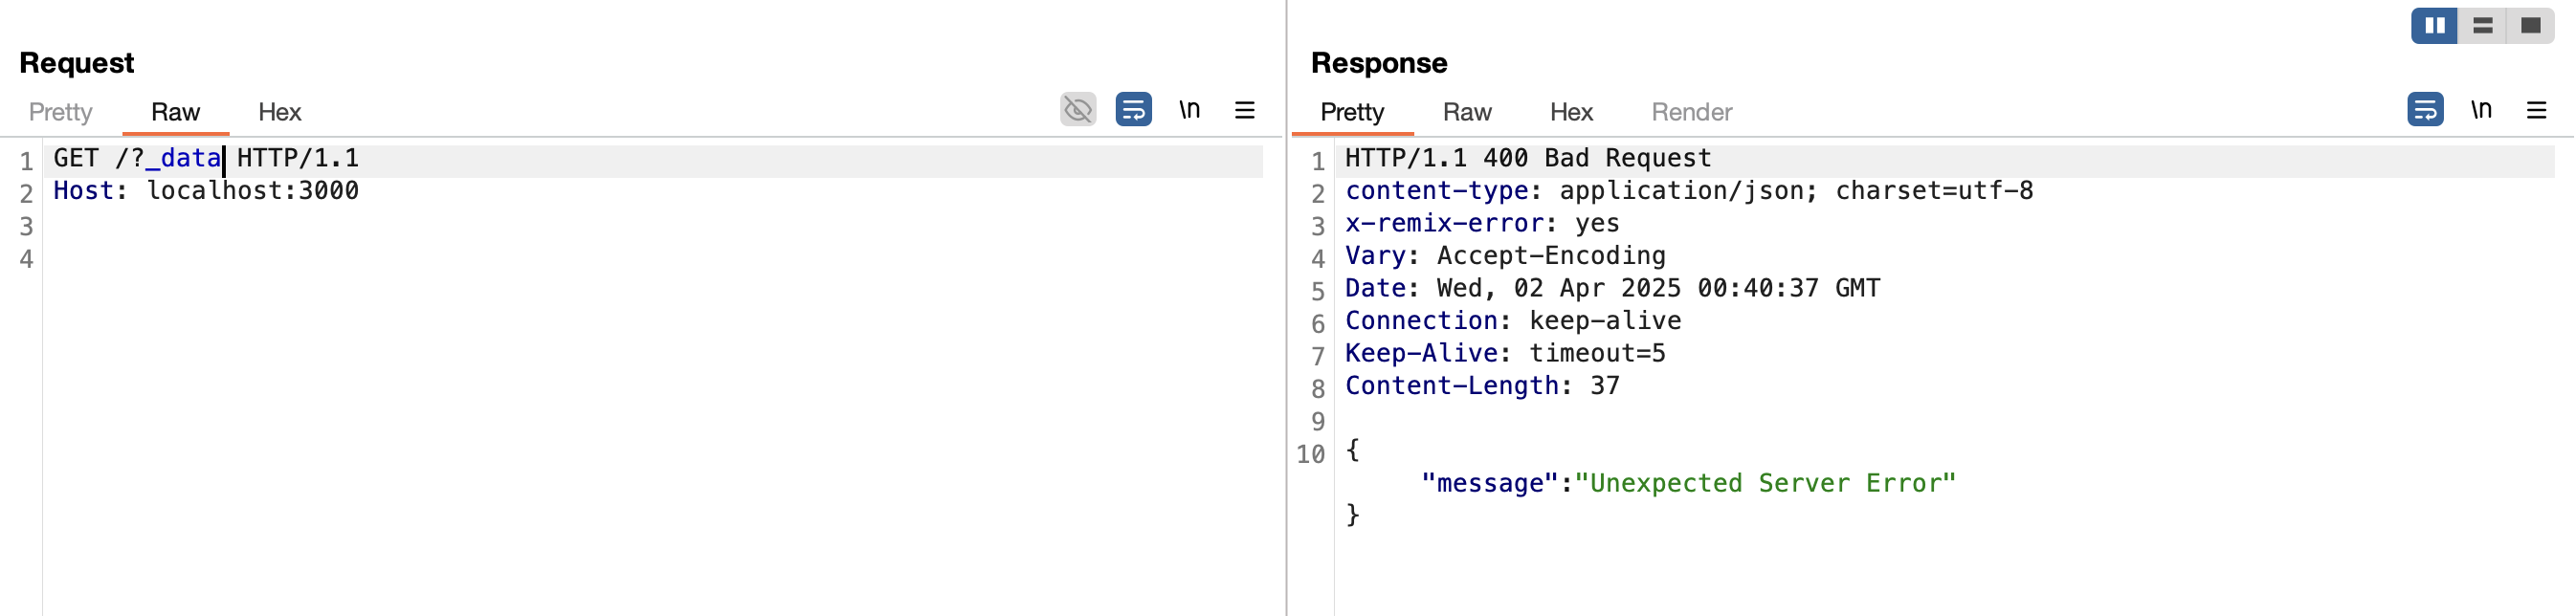 Request
Pretty Raw Hex \n
1 GET /?_data HTTP/1.1
2 Host: localhost:3000
3
4
Response
Pretty Raw Hex Render \n
1 HTTP/1.1 400 Bad Request
2 content-type: application/json; charset=utf-8
3 x-remix-error: yes
4 Vary: Accept-Encoding
5 Date: Wed, 02 Apr 2025 00:40:37 GMT
6 Connection: keep-alive
7 Keep-Alive: timeout=5
8 Content-Length: 37
9
10 {
"message":"Unexpected Server Error"
}